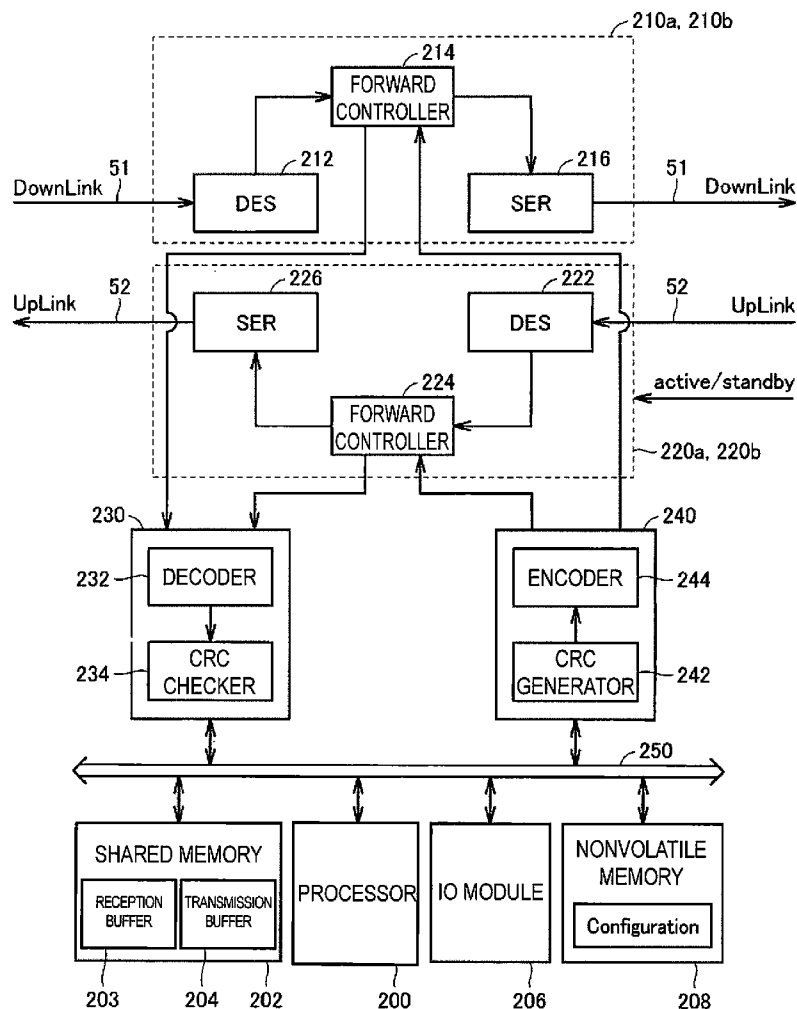 210a, 210b
214
FORWARD
CONTROLLER
51
212
216
51
DownLink
DownLink
DES
SER
52
226
222
52
UpLink
UpLink
SER
DES
224
active/standby
FORWARD
CONTROLLER
220a, 220b
230
240
232
DECODER
ENCODER
244
234
CRC
CHECKER
CRC
GENERATOR
242
250
SHARED MEMORY
RECEPTION
BUFFER
TRANSMISSION
BUFFER
PROCESSOR
IO MODULE
NONVOLATILE
MEMORY
Configuration
203
204
202
200
206
208